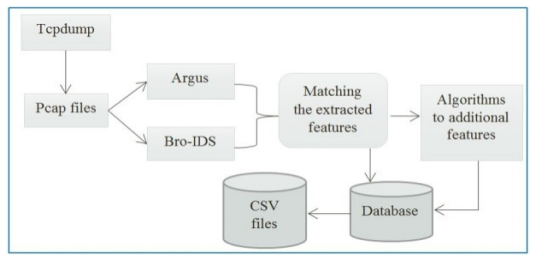 Tcpdump
Pcap files
Argus
Bro-IDS
Matching
the extracted
features
Algorithms
to additional
features
Database
CSV
files